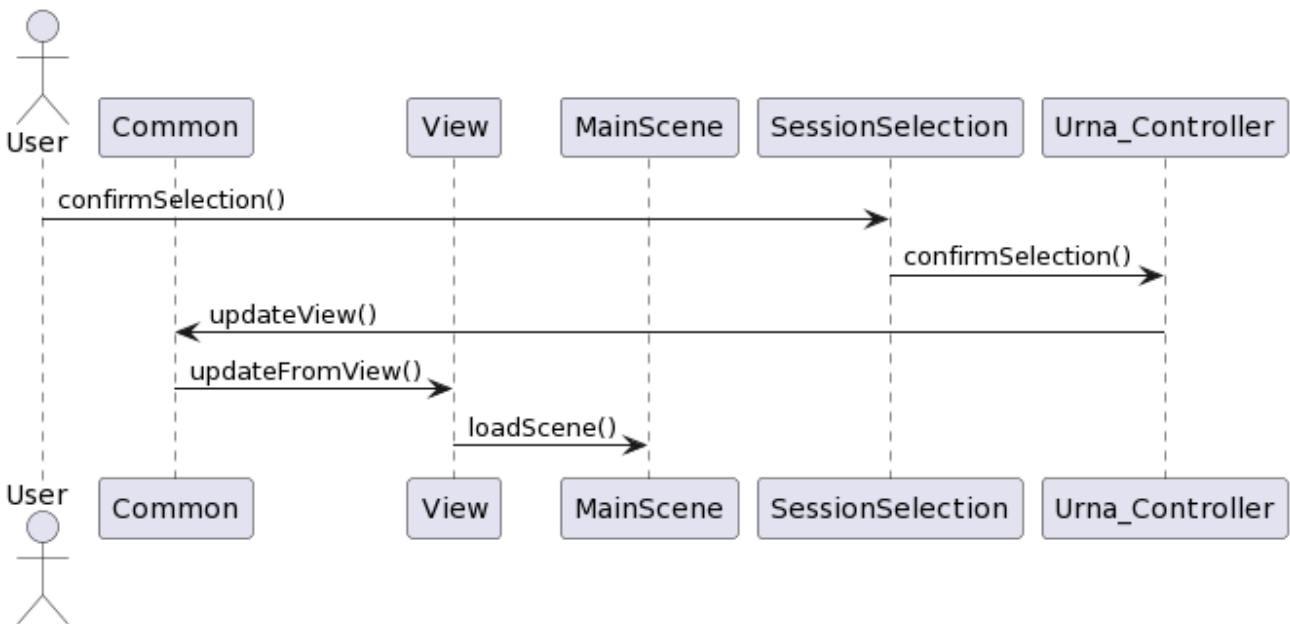 User
Common
View
MainScene
SessionSelection
Urna_Controller
confirmSelection()
confirmSelection()
updateView()
updateFromView()
loadScene()
User
Common
View
MainScene
SessionSelection
Urna_Controller